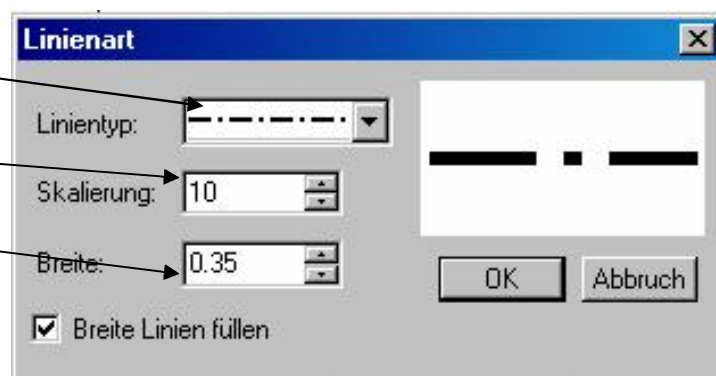 Linienart
Linientyp:
Skalierung: 10
Breite: 0.35
OK Abbruch
Breite Linien füllen